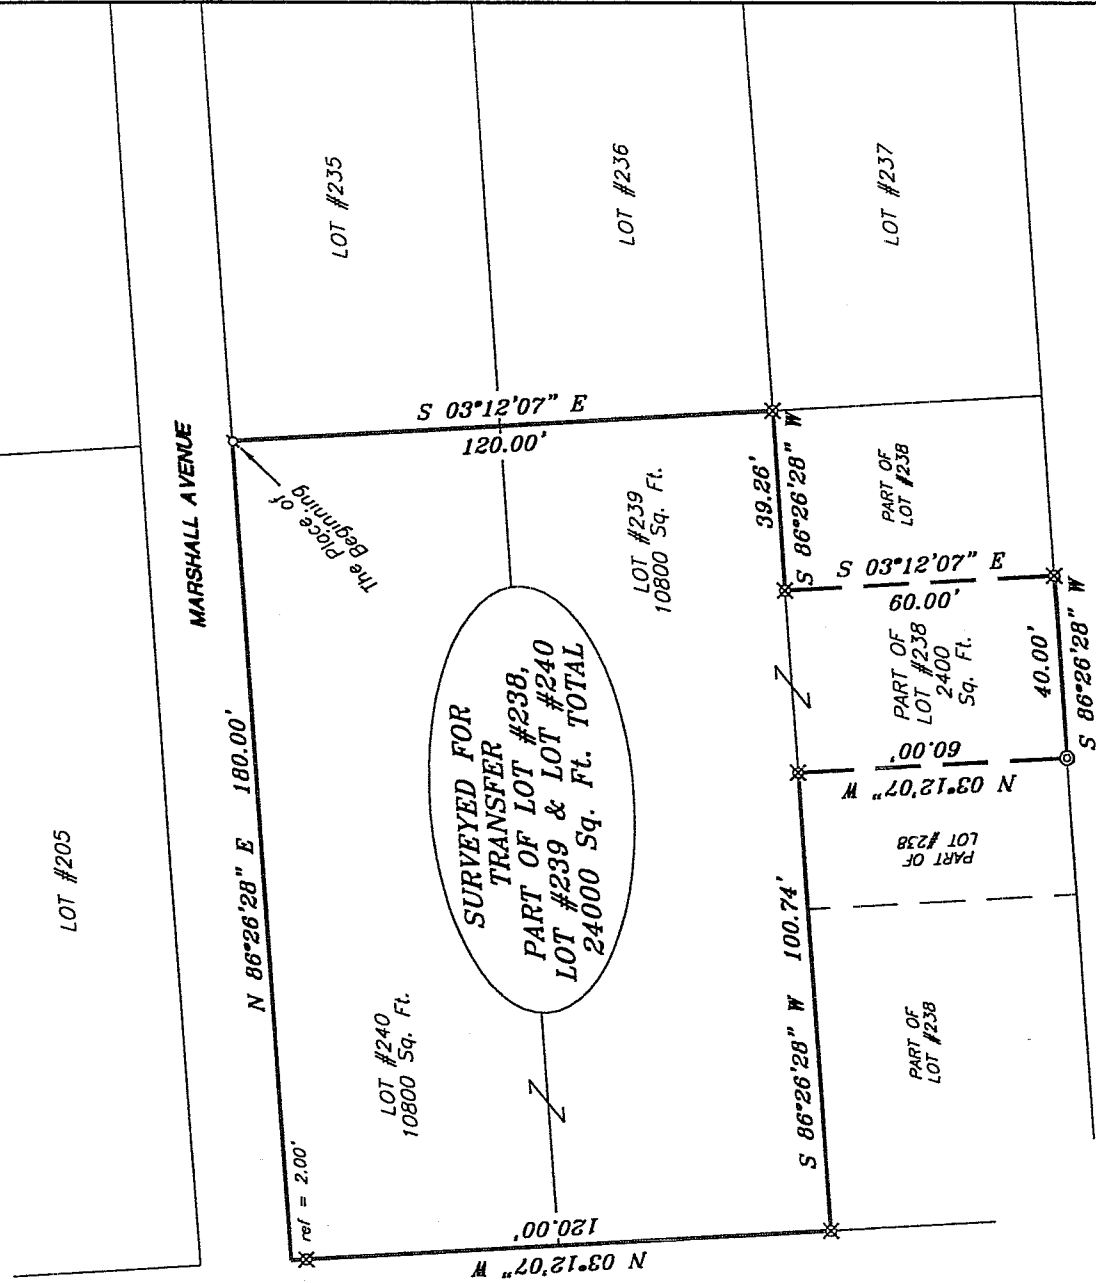 LOT #235
LOT #236
LOT #237
MARSHALL AVENUE
LOT #205
N 86°26'28" E 180.00'
The Place of
Beginning
S 03°12'07" E
120.00'
LOT #239
10800 Sq. Ft.
39.26'
S 86°26'28" W
PART OF
LOT #238
S 03°12'07" E
60.00'
SURVEYED FOR
TRANSFER
PART OF LOT #238,
LOT #239 & LOT #240
24000 Sq. Ft. TOTAL
PART OF
LOT #238
2400
Sq. Ft.
40.00'
S 86°26'28" W
60.00'
N 03°12'07" W
PART OF
LOT #238
LOT #240
10800 Sq. Ft.
S 86°26'28" W 100.74'
PART OF
LOT #238
ref = 2.00'
120.00'
N 03°12'07" W